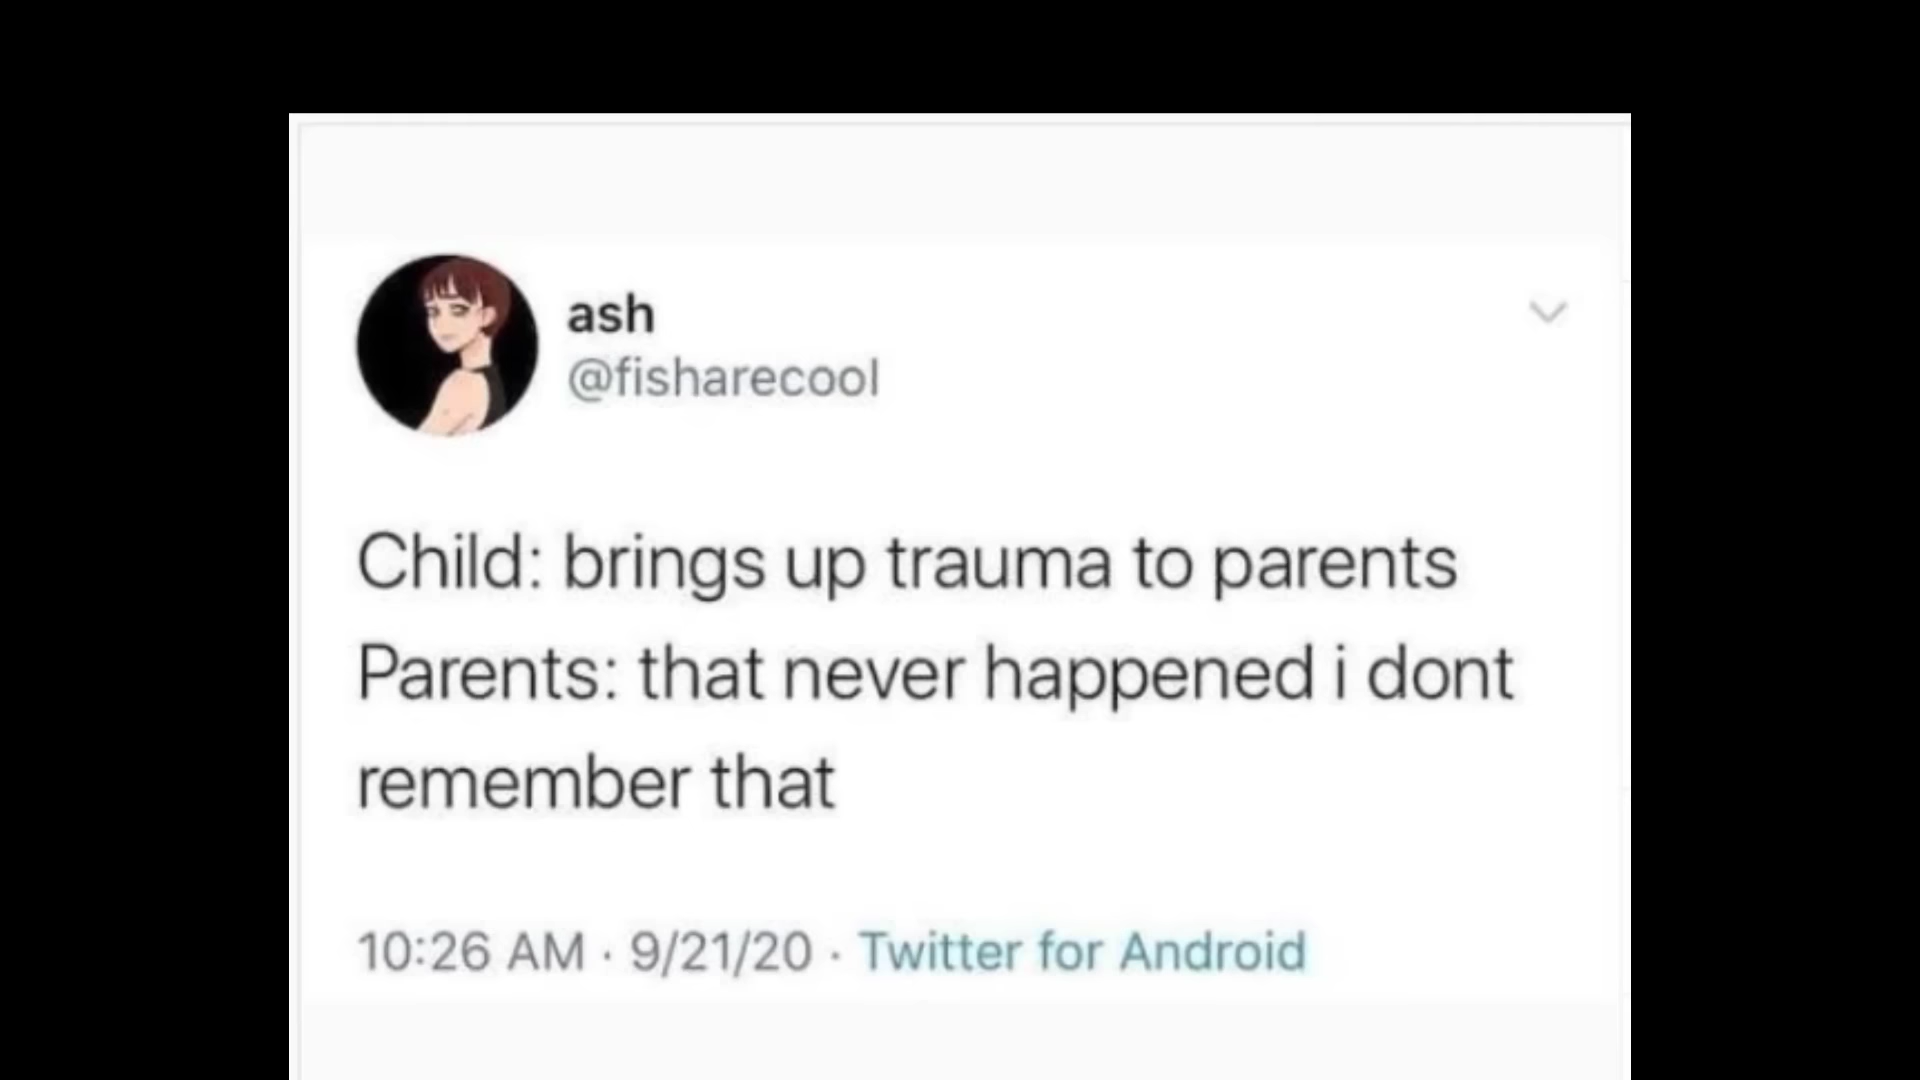 ash
@fisharecool
Child: brings up trauma to parents
Parents: that never happened i dont
remember that
10:26 AM · 9/21/20 · Twitter for Android